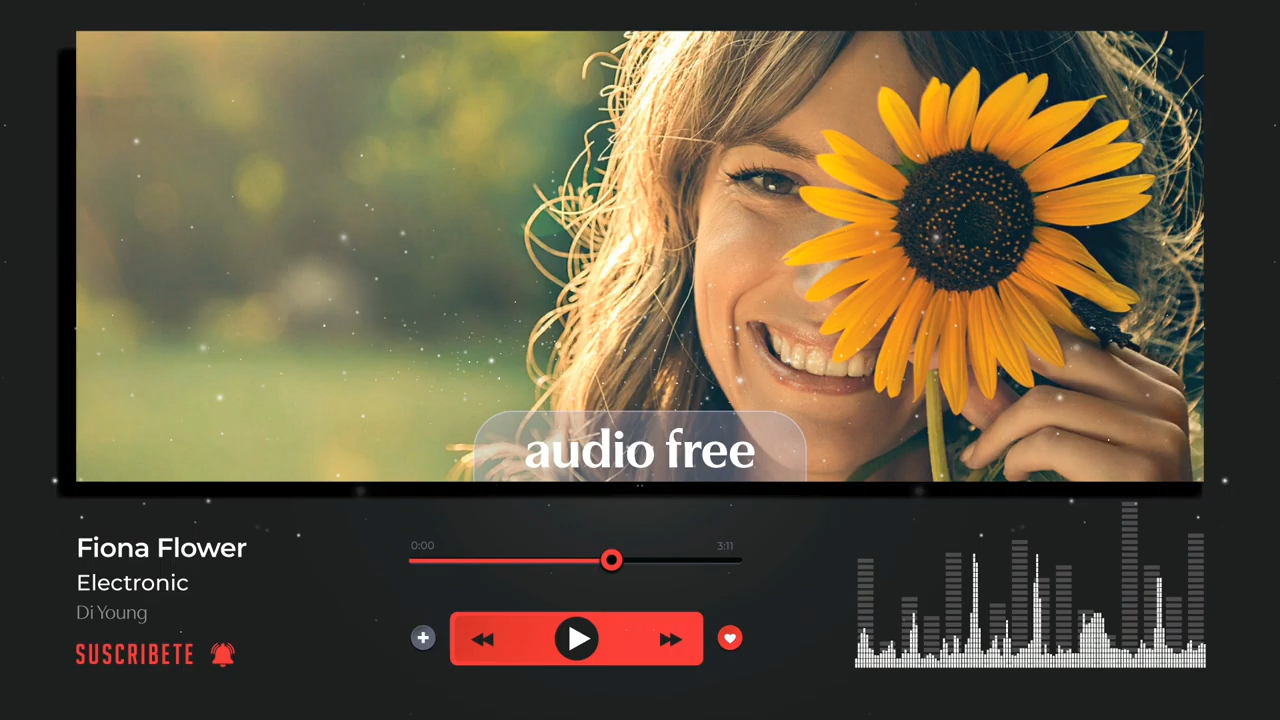 audio free
Fiona Flower
Electronic
Di Young
SUSCRIBETE
0:00
3:11